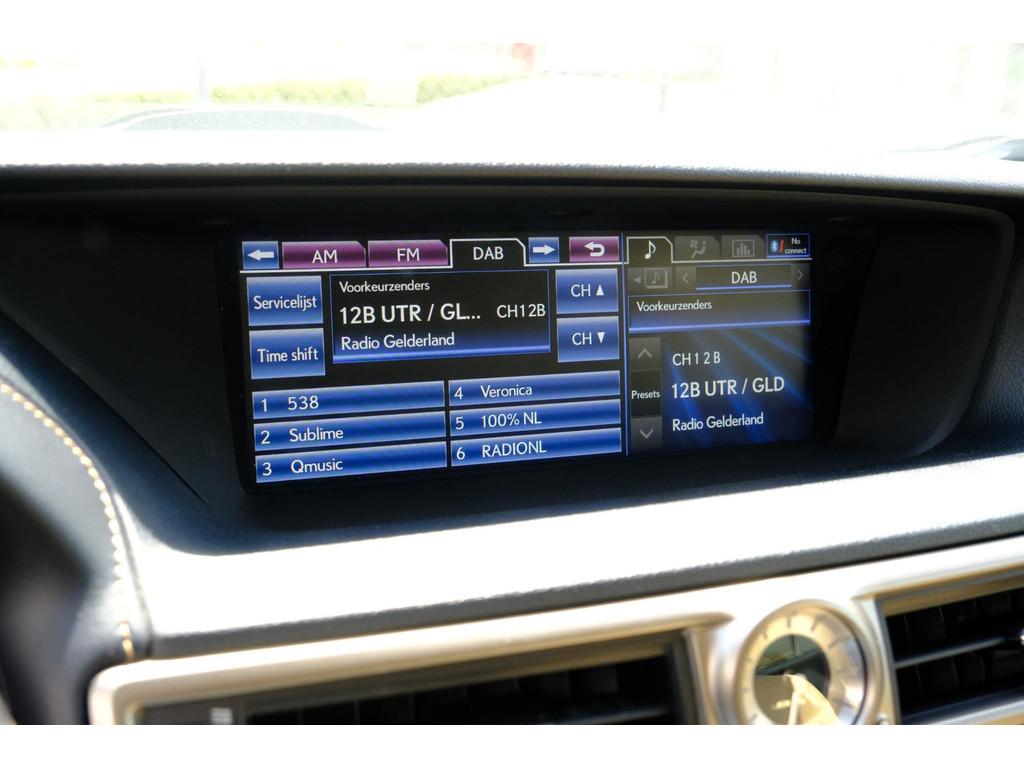 AM FM DAB
No connect
Servicelijst
Voorkeurzenders
12B UTR / GL... CH12B
Radio Gelderland
CH ▲
CH ▼
Time shift
1 538
2 Sublime
3 Qmusic
4 Veronica
5 100% NL
6 RADIONL
DAB
Voorkeurzenders
CH 1 2 B
Presets
12B UTR / GLD
Radio Gelderland